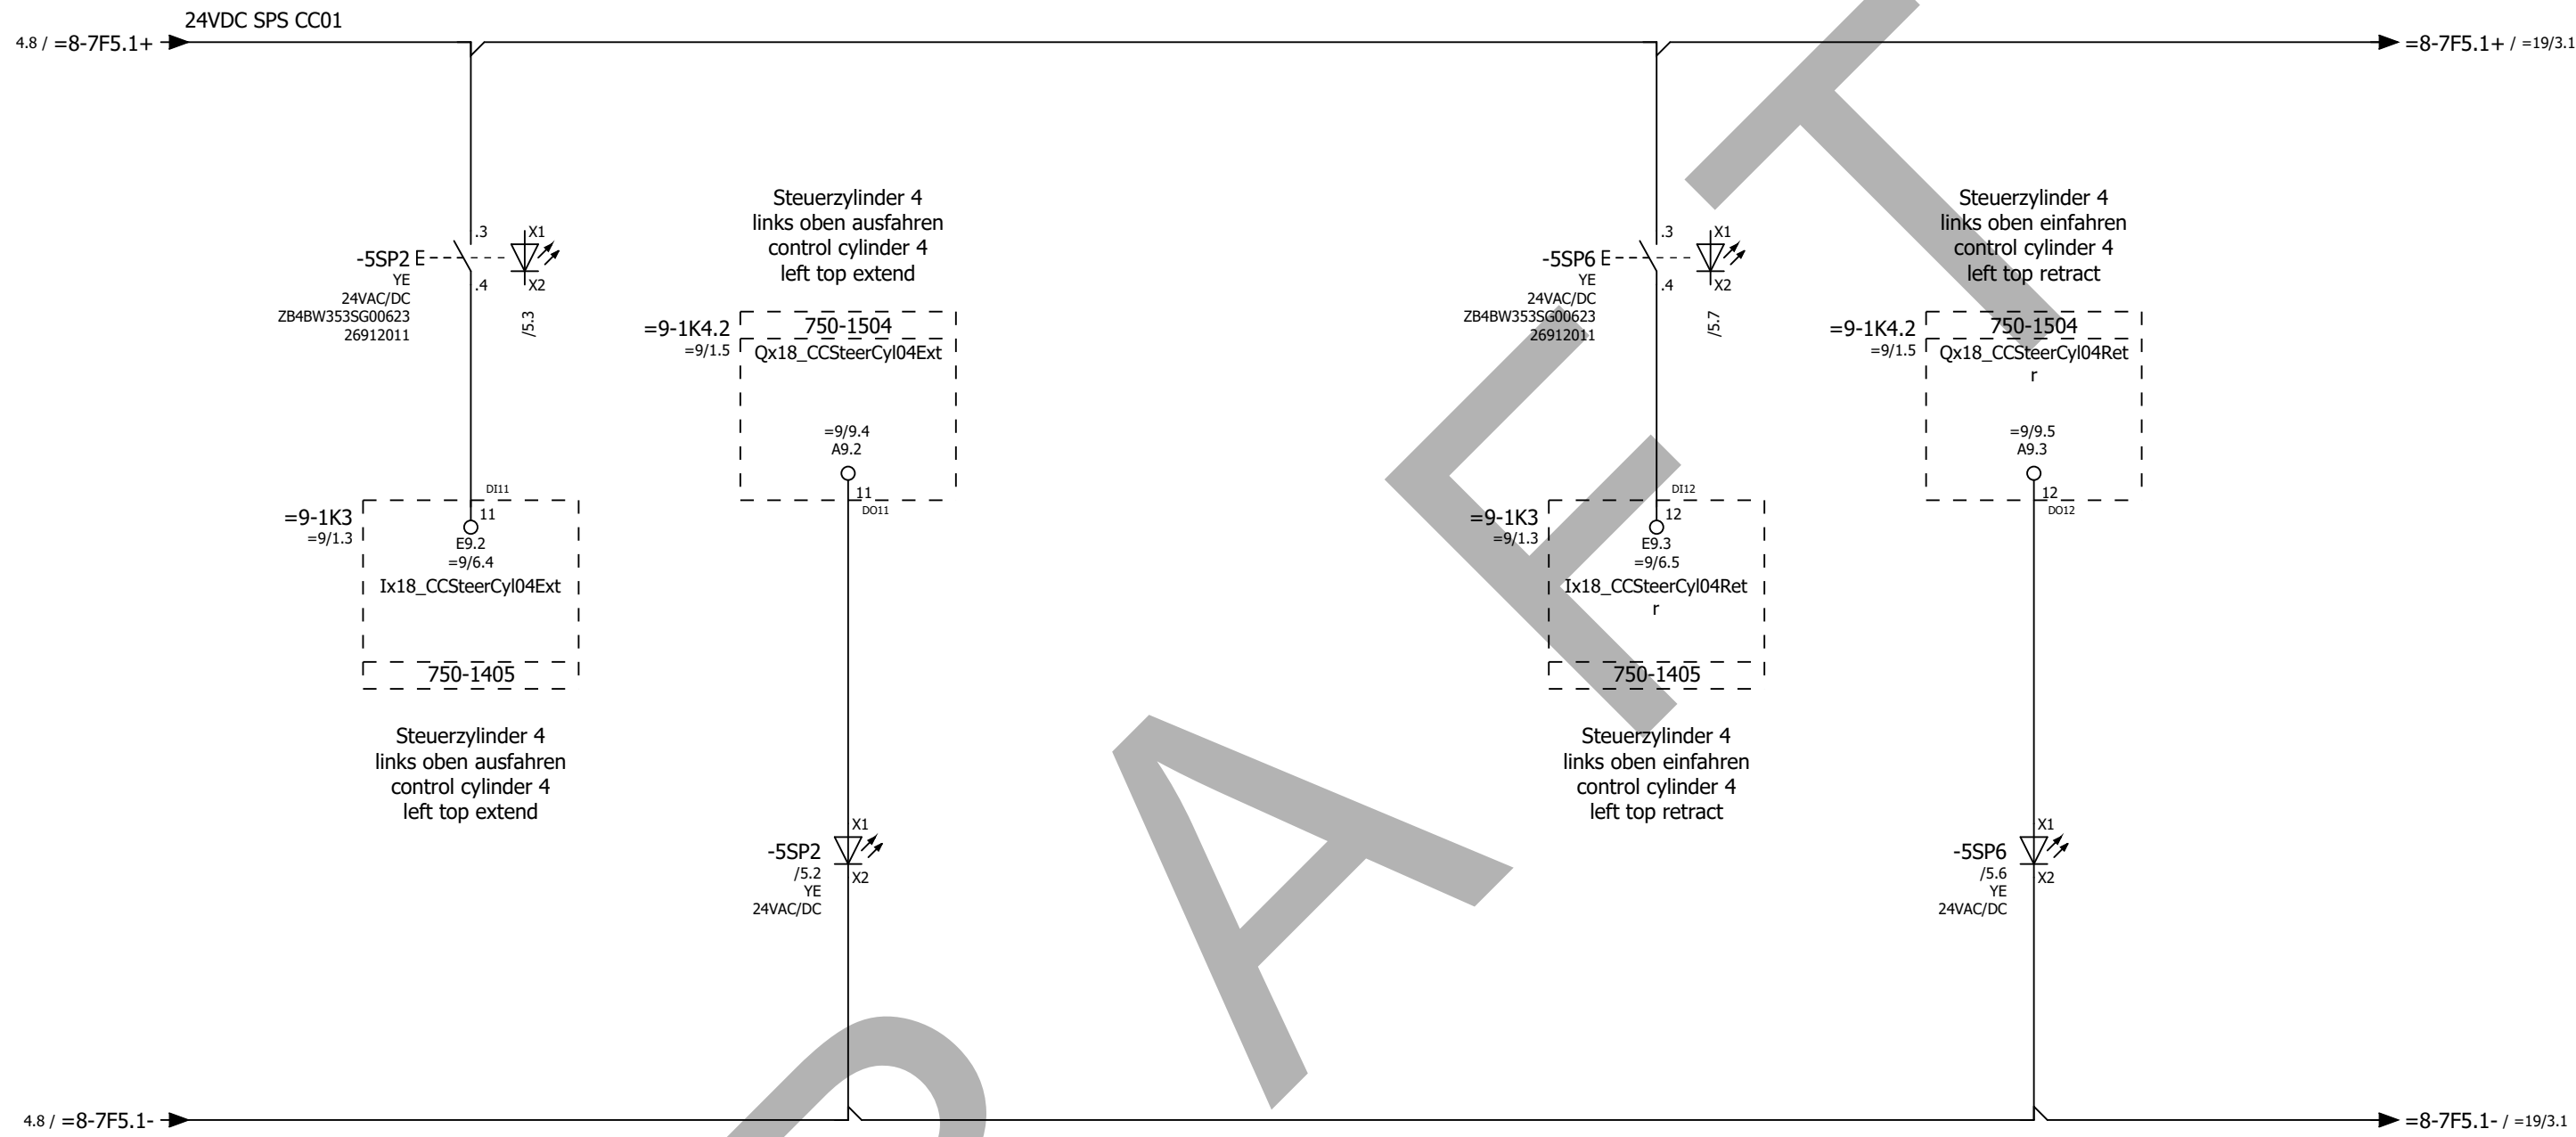 24VDC SPS CC01
4.8 / =8-7F5.1+
=8-7F5.1+ / =19/3.1
-5SP2
YE
24VAC/DC
ZB4BW353SG00623
26912011
.3
.4
X1
X2
/5.3
Steuerzylinder 4
links oben ausfahren
control cylinder 4
left top extend
=9-1K4.2
=9/1.5
750-1504
Qx18_CCSteerCyl04Ext
=9/9.4
A9.2
11
DO11
=9-1K3
=9/1.3
DI11
11
E9.2
=9/6.4
Ix18_CCSteerCyl04Ext
750-1405
Steuerzylinder 4
links oben ausfahren
control cylinder 4
left top extend
-5SP2
/5.2
YE
24VAC/DC
X1
X2
-5SP6
YE
24VAC/DC
ZB4BW353SG00623
26912011
.3
.4
X1
X2
/5.7
Steuerzylinder 4
links oben einfahren
control cylinder 4
left top retract
=9-1K4.2
=9/1.5
750-1504
Qx18_CCSteerCyl04Ret
r
=9/9.5
A9.3
12
DO12
=9-1K3
=9/1.3
DI12
12
E9.3
=9/6.5
Ix18_CCSteerCyl04Ret
r
750-1405
Steuerzylinder 4
links oben einfahren
control cylinder 4
left top retract
-5SP6
/5.6
YE
24VAC/DC
X1
X2
4.8 / =8-7F5.1-
=8-7F5.1- / =19/3.1